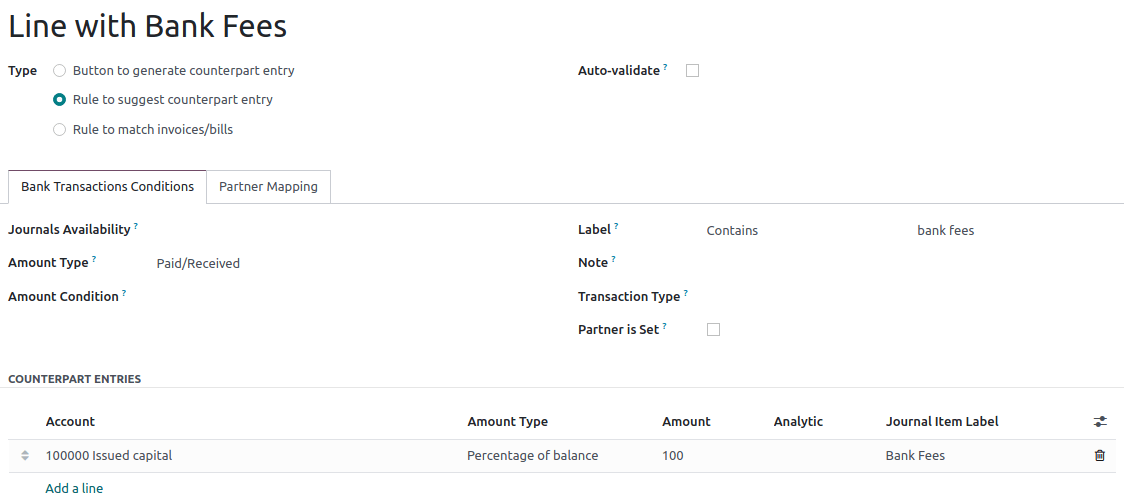 Line with Bank Fees
Type
Button to generate counterpart entry
Rule to suggest counterpart entry
Rule to match invoices/bills
Auto-validate ?
Bank Transactions Conditions
Partner Mapping
Journals Availability ?
Amount Type ? Paid/Received
Amount Condition ?
Label ? Contains bank fees
Note ?
Transaction Type ?
Partner is Set ?
COUNTERPART ENTRIES
Account Amount Type Amount Analytic Journal Item Label
100000 Issued capital Percentage of balance 100 Bank Fees
Add a line